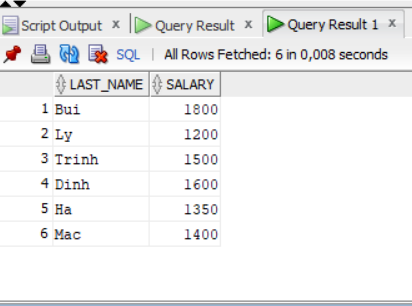 Script Output x Query Result x Query Result 1 x
SQL | All Rows Fetched: 6 in 0,008 seconds
LAST_NAME SALARY
1 Bui 1800
2 Ly 1200
3 Trinh 1500
4 Dinh 1600
5 Ha 1350
6 Mac 1400